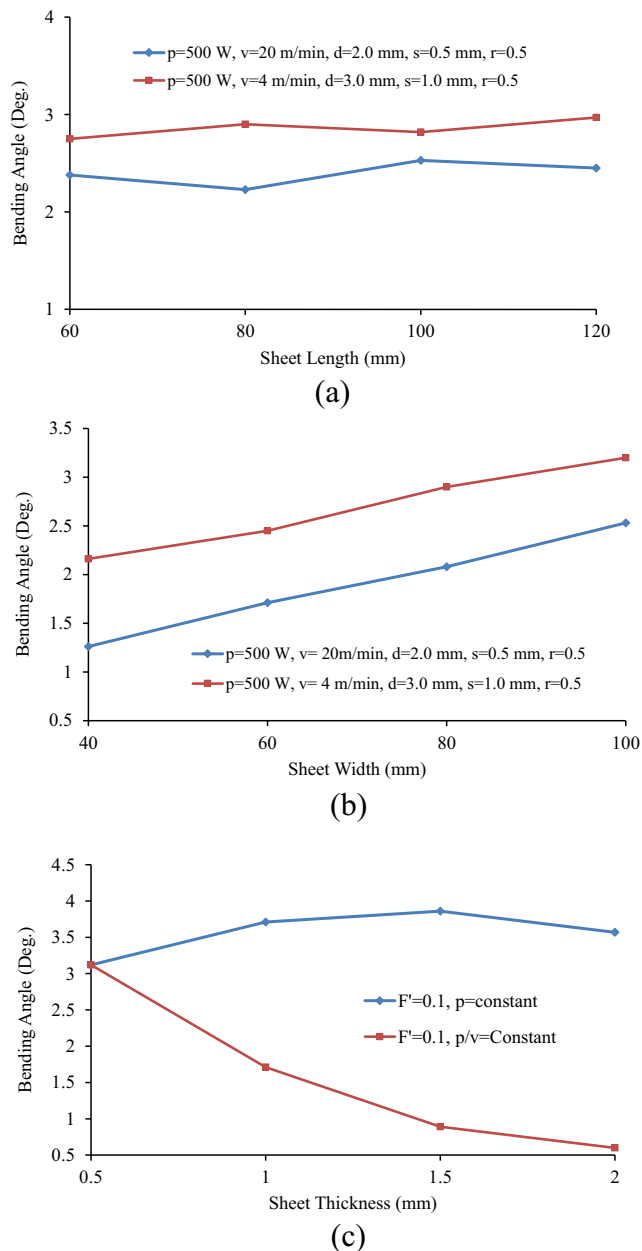 4
p=500 W, v=20 m/min, d=2.0 mm, s=0.5 mm, r=0.5
p=500 W, v=4 m/min, d=3.0 mm, s=1.0 mm, r=0.5
3
Bending Angle (Deg.)
2
1
60 80 100 120
Sheet Length (mm)
(a)
3.5
3
2.5
Bending Angle (Deg.)
2
1.5
p=500 W, v= 20m/min, d=2.0 mm, s=0.5 mm, r=0.5
1
p=500 W, v= 4 m/min, d=3.0 mm, s=1.0 mm, r=0.5
0.5
40 60 80 100
Sheet Width (mm)
(b)
4.5
4
3.5
3
Bending Angle (Deg.)
2.5
F'=0.1, p=constant
2
F'=0.1, p/v=Constant
1.5
1
0.5
0.5 1 1.5 2
Sheet Thickness (mm)
(c)